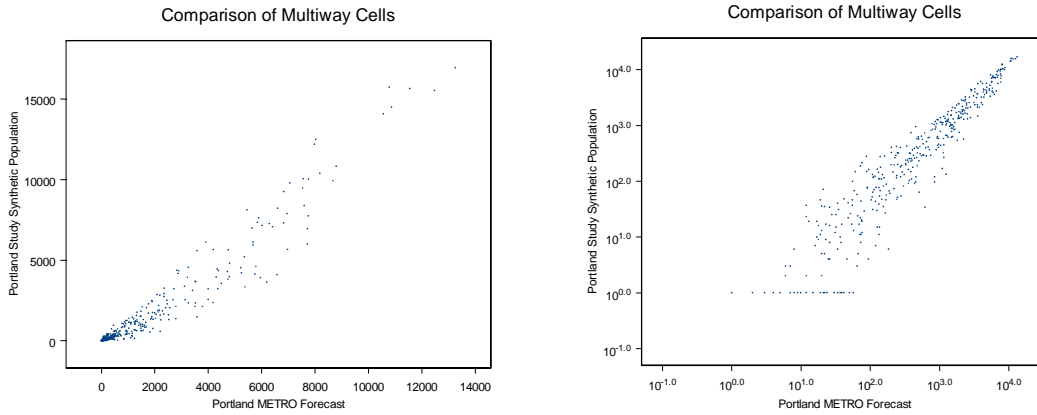 Comparison of Multiway Cells
15000
10000
5000
0
Portland Study Synthetic Population
0 2000 4000 6000 8000 10000 12000 14000
Portland METRO Forecast
Comparison of Multiway Cells
10^4.0
10^3.0
10^2.0
10^1.0
10^0.0
10^-1.0
Portland Study Synthetic Population
10^-1.0 10^0.0 10^1.0 10^2.0 10^3.0 10^4.0
Portland METRO Forecast